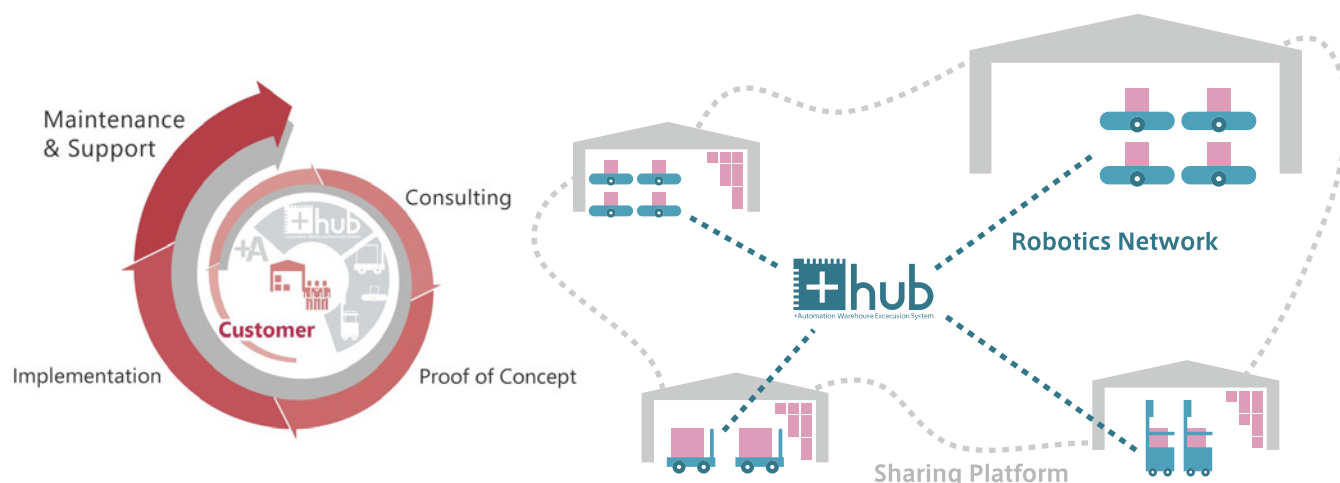 Maintenance
& Support
Consulting
+hub
+A
Customer
Implementation
Proof of Concept
Robotics Network
+hub
+Automation Warehouse Excecusion System
Sharing Platform